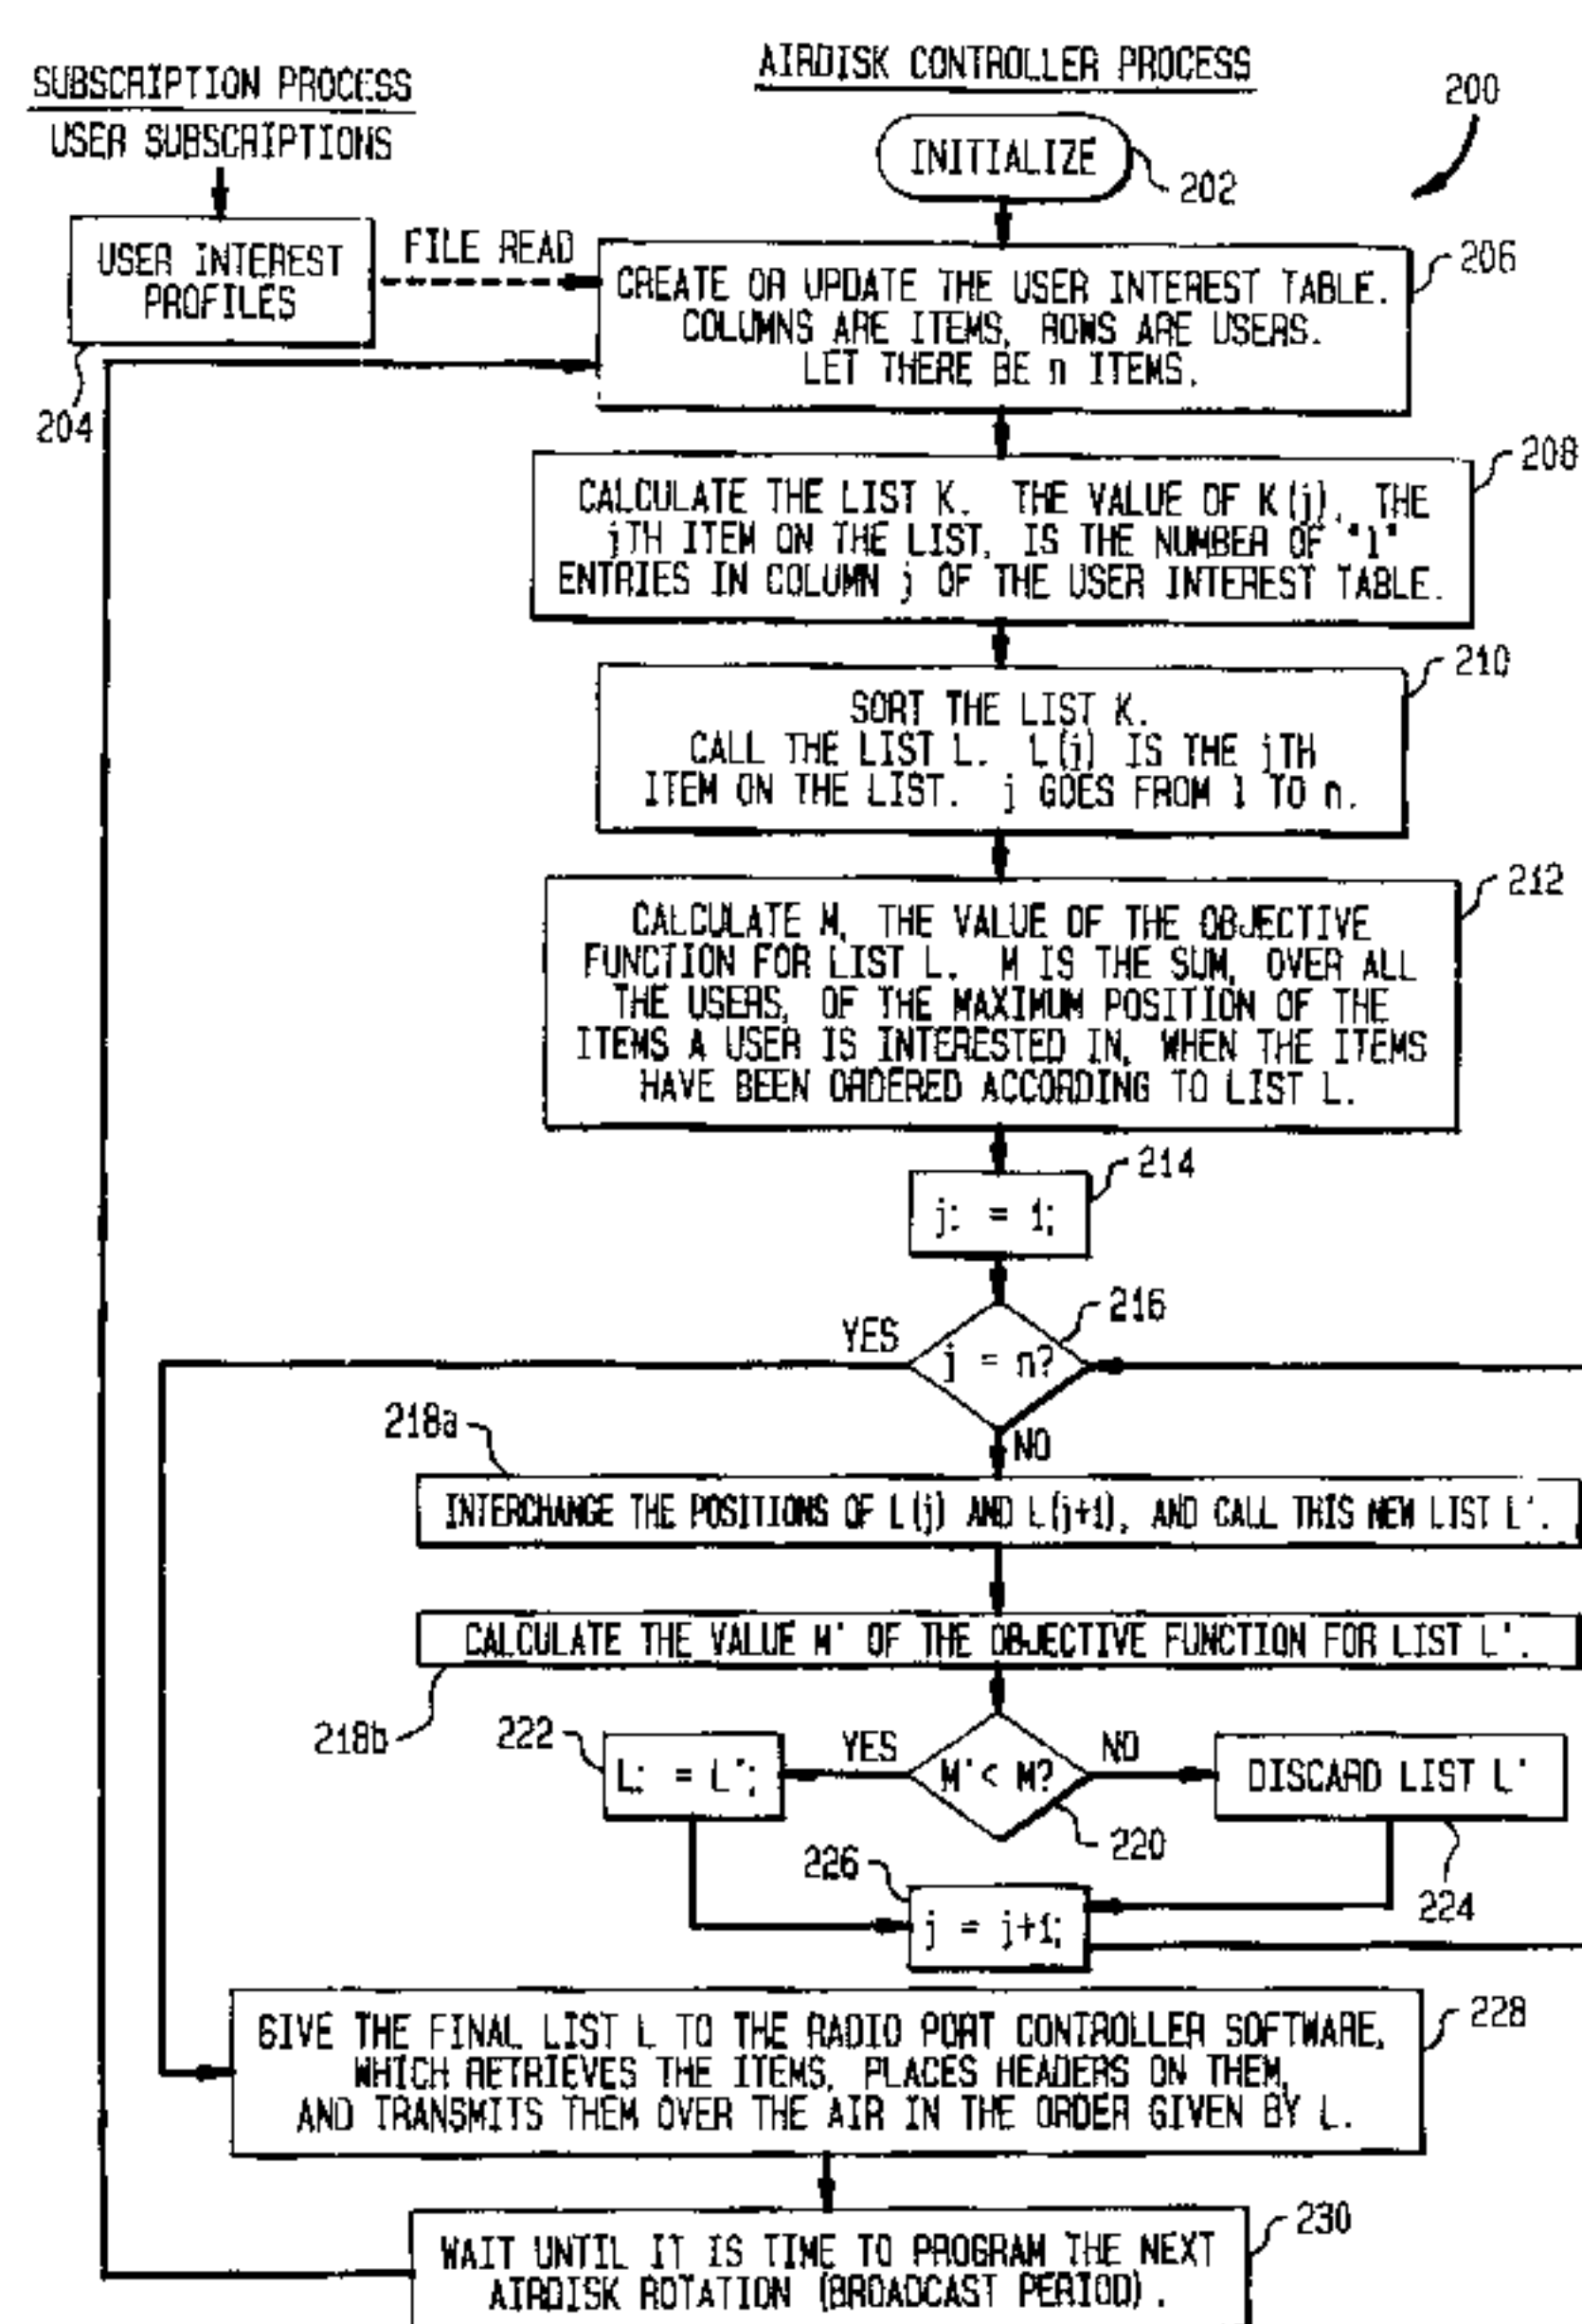 SUBSCRIPTION PROCESS
USER SUBSCRIPTIONS
AIRDISK CONTROLLER PROCESS
200
INITIALIZE
202
USER INTEREST
PROFILES
204
FILE READ
CREATE OR UPDATE THE USER INTEREST TABLE.
COLUMNS ARE ITEMS, ROWS ARE USERS.
LET THERE BE n ITEMS.
206
CALCULATE THE LIST K. THE VALUE OF K(j), THE
jTH ITEM ON THE LIST, IS THE NUMBER OF "1"
ENTRIES IN COLUMN j OF THE USER INTEREST TABLE.
208
SORT THE LIST K.
CALL THE LIST L. L(j) IS THE jTH
ITEM ON THE LIST. j GOES FROM 1 TO n.
210
CALCULATE M, THE VALUE OF THE OBJECTIVE
FUNCTION FOR LIST L. M IS THE SUM, OVER ALL
THE USERS, OF THE MAXIMUM POSITION OF THE
ITEMS A USER IS INTERESTED IN, WHEN THE ITEMS
HAVE BEEN ORDERED ACCORDING TO LIST L.
212
j: = 1;
214
j = n?
216
YES
NO
218a
INTERCHANGE THE POSITIONS OF L(j) AND L(j+1), AND CALL THIS NEW LIST L'.
CALCULATE THE VALUE M' OF THE OBJECTIVE FUNCTION FOR LIST L'.
218b
222
L: = L';
YES
M'< M?
NO
220
DISCARD LIST L'
224
226
j = j+1;
GIVE THE FINAL LIST L TO THE RADIO PORT CONTROLLER SOFTWARE,
WHICH RETRIEVES THE ITEMS, PLACES HEADERS ON THEM,
AND TRANSMITS THEM OVER THE AIR IN THE ORDER GIVEN BY L.
228
WAIT UNTIL IT IS TIME TO PROGRAM THE NEXT
AIRDISK ROTATION (BROADCAST PERIOD).
230